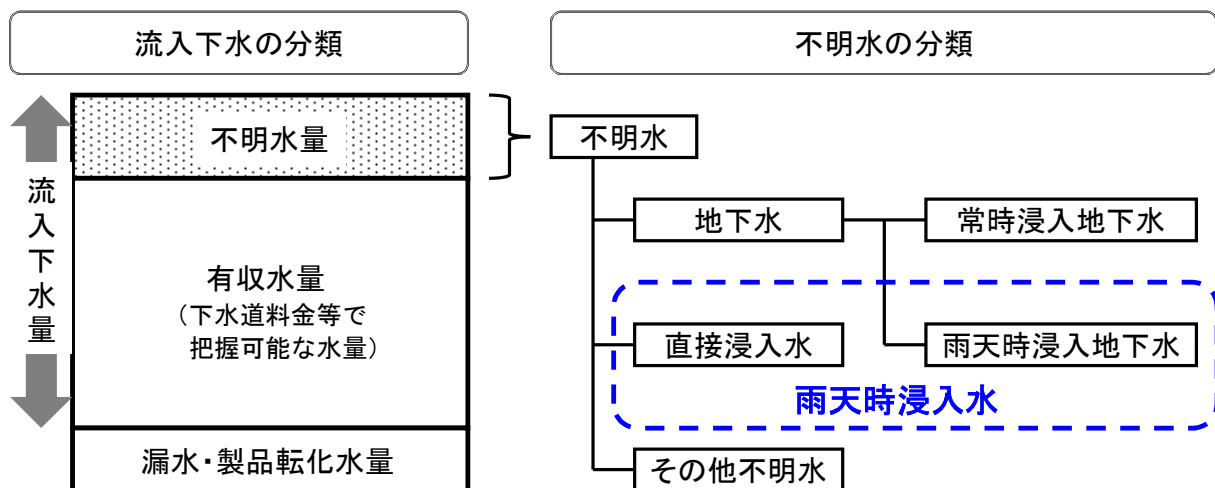 流入下水の分類
不明水の分類
流入下水量
不明水量
有収水量
（下水道料金等で
把握可能な水量）
漏水・製品転化水量
不明水
地下水
常時浸入地下水
直接浸入水
雨天時浸入地下水
雨天時浸入水
その他不明水